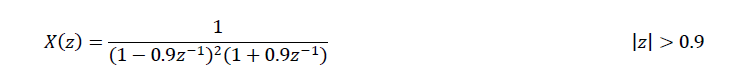 X(z) = 1 / ((1 − 0.9z⁻¹)²(1 + 0.9z⁻¹))    |z| > 0.9